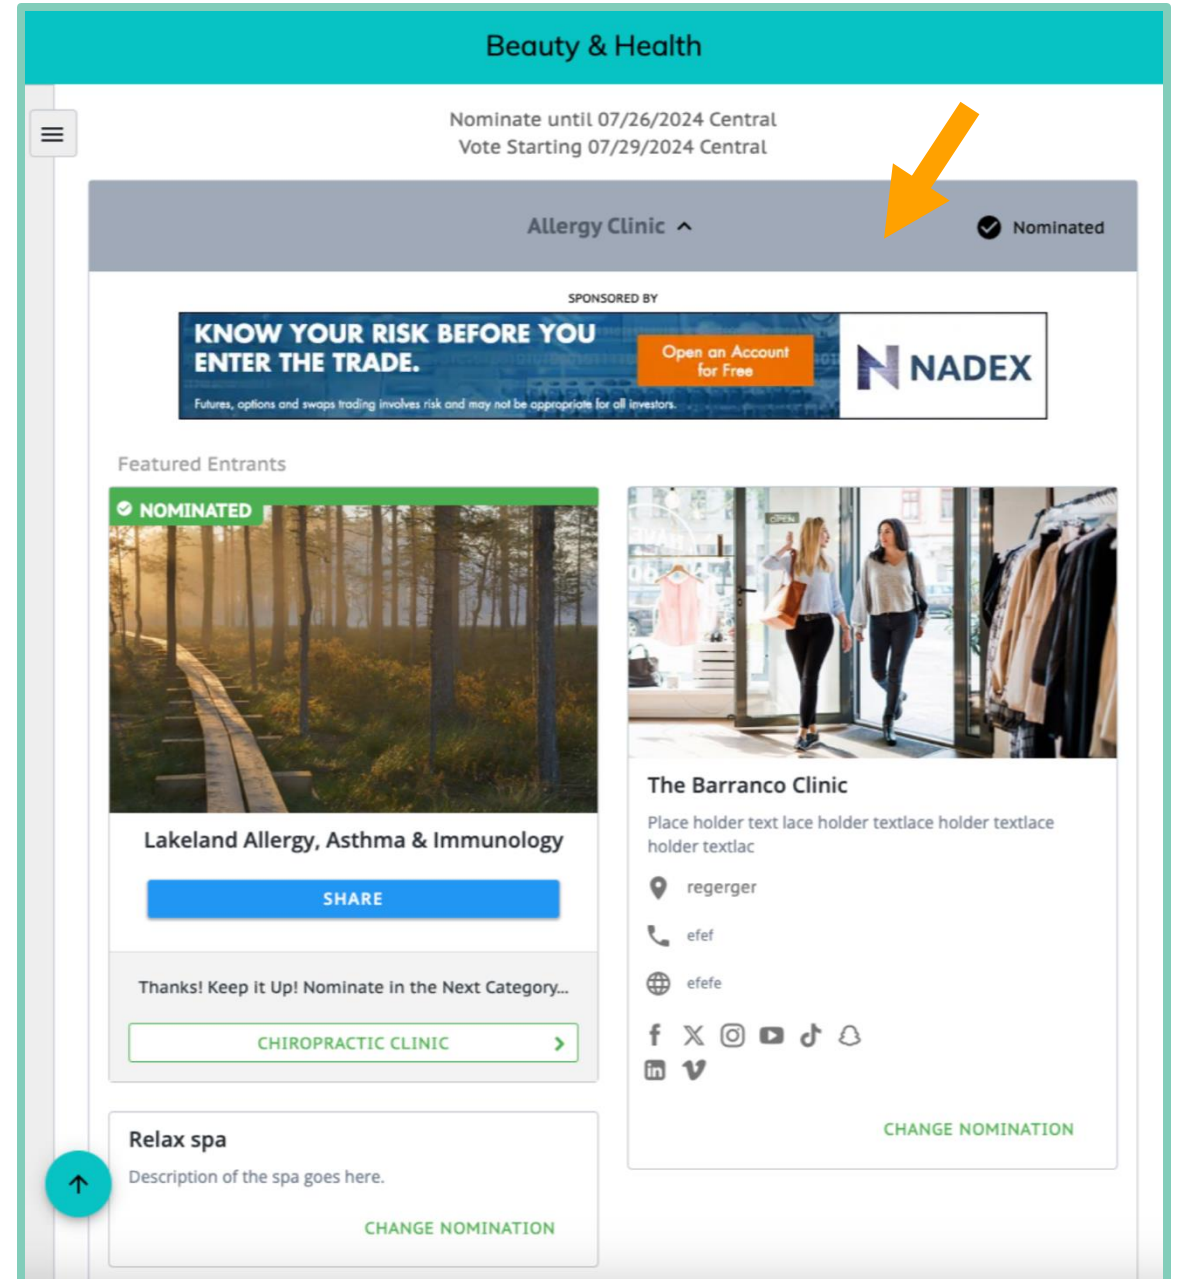 Beauty & Health
Nominate until 07/26/2024 Central
Vote Starting 07/29/2024 Central
Allergy Clinic
Nominated
SPONSORED BY
KNOW YOUR RISK BEFORE YOU
ENTER THE TRADE.
Futures, options and swaps trading involves risk and may not be appropriate for all investors.
Open an Account
for Free
NADEX
Featured Entrants
NOMINATED
Lakeland Allergy, Asthma & Immunology
SHARE
Thanks! Keep it Up! Nominate in the Next Category...
CHIROPRACTIC CLINIC
Relax spa
Description of the spa goes here.
CHANGE NOMINATION
OPEN
The Barranco Clinic
Place holder text lace holder textlace holder textlace
holder textlac
regerger
efef
efefe
CHANGE NOMINATION